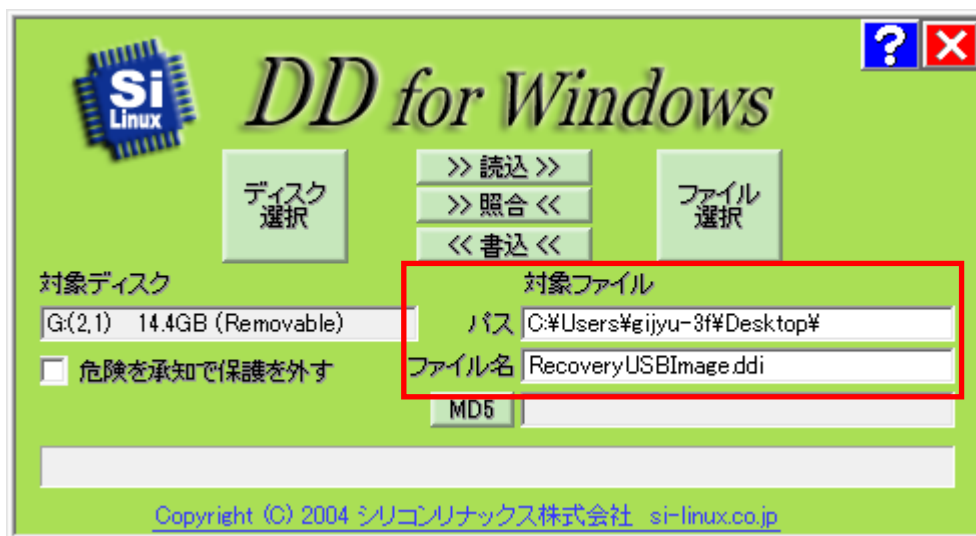 Si
Linux
DD for Windows
?
ディスク
選択
>> 読込 >>
>> 照合 <<
<< 書込 <<
ファイル
選択
対象ディスク
対象ファイル
G:(2,1) 14.4GB (Removable)
パス C:¥Users¥gijyu-3f¥Desktop¥
危険を承知で保護を外す
ファイル名 RecoveryUSBImage.ddi
MD5
Copyright (C) 2004 シリコンリナックス株式会社 si-linux.co.jp